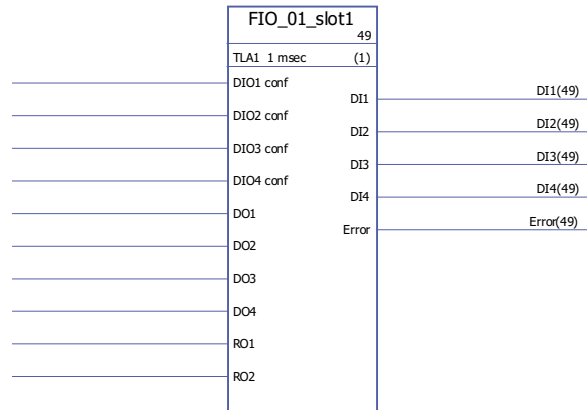 FIO_01_slot1
49
TLA1 1 msec (1)
DIO1 conf
DI1 DI1(49)
DIO2 conf
DI2 DI2(49)
DIO3 conf
DI3 DI3(49)
DIO4 conf
DI4 DI4(49)
DO1
Error Error(49)
DO2
DO3
DO4
RO1
RO2